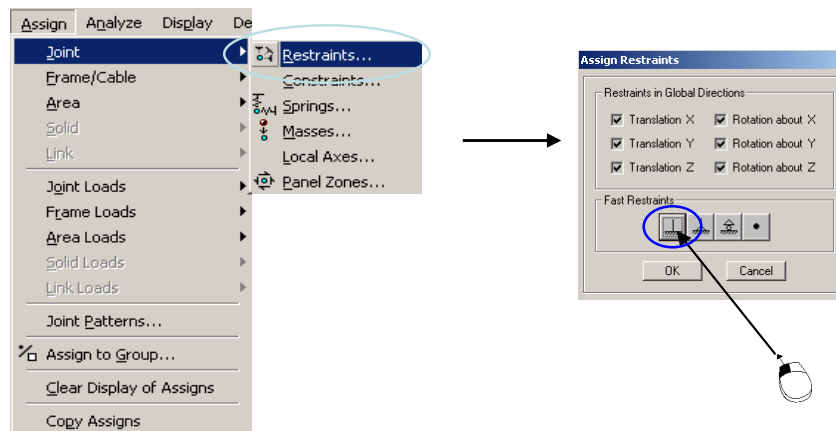 Assign Analyze Display De
Joint
Frame/Cable
Area
Solid
Link
Joint Loads
Frame Loads
Area Loads
Solid Loads
Link Loads
Joint Patterns...
Assign to Group...
Clear Display of Assigns
Copy Assigns
Restraints...
Constraints...
Springs...
Masses...
Local Axes...
Panel Zones...
Assign Restraints
Restraints in Global Directions
Translation X Rotation about X
Translation Y Rotation about Y
Translation Z Rotation about Z
Fast Restraints
OK Cancel